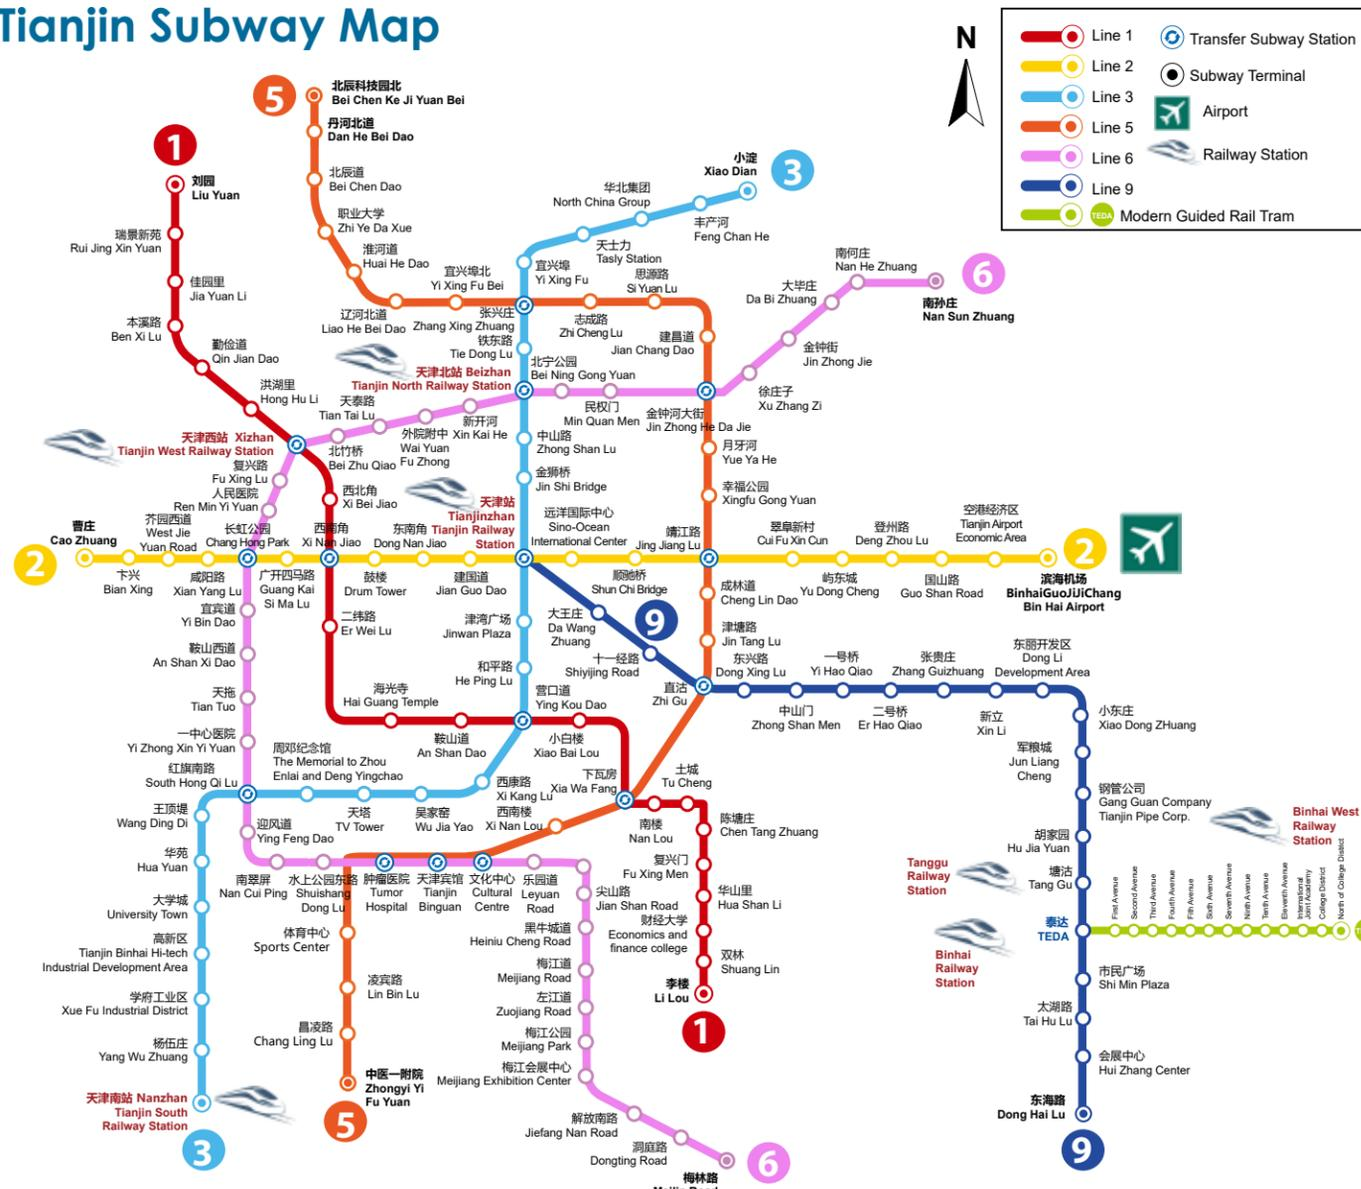 Tianjin Subway Map
N
Line 1
Line 2
Line 3
Line 5
Line 6
Line 9
TEDA Modern Guided Rail Tram
Transfer Subway Station
Subway Terminal
Airport
Railway Station
1
刘园
Liu Yuan
瑞景新苑
Rui Jing Xin Yuan
佳园里
Jia Yuan Li
本溪路
Ben Xi Lu
勤俭道
Qin Jian Dao
洪湖里
Hong Hu Li
天津西站 Xizhan
Tianjin West Railway Station
西北角
Xi Bei Jiao
西南角
Xi Nan Jiao
二纬路
Er Wei Lu
海光寺
Hai Guang Temple
鞍山道
An Shan Dao
营口道
Ying Kou Dao
小白楼
Xiao Bai Lou
下瓦房
Xia Wa Fang
南楼
Nan Lou
土城
Tu Cheng
陈塘庄
Chen Tang Zhuang
复兴门
Fu Xing Men
华山里
Hua Shan Li
财经大学
Economics and
finance college
双林
Shuang Lin
李楼
Li Lou
1
2
曹庄
Cao Zhuang
卞兴
Bian Xing
芥园西道
West Jie
Yuan Road
咸阳路
Xian Yang Lu
长虹公园
Chang Hong Park
广开四马路
Guang Kai
Si Ma Lu
鼓楼
Drum Tower
东南角
Dong Nan Jiao
建国道
Jian Guo Dao
天津站
Tianjinzhan
Tianjin Railway
Station
远洋国际中心
Sino-Ocean
International Center
顺驰桥
Shun Chi Bridge
靖江路
Jing Jiang Lu
翠阜新村
Cui Fu Xin Cun
屿东城
Yu Dong Cheng
登州路
Deng Zhou Lu
国山路
Guo Shan Road
空港经济区
Tianjin Airport
Economic Area
滨海机场
BinhaiGuoJiJiChang
Bin Hai Airport
2
3
小淀
Xiao Dian
丰产河
Feng Chan He
华北集团
North China Group
天士力
Tasly Station
宜兴埠
Yi Xing Fu
张兴庄
Zhang Xing Zhuang
铁东路
Tie Dong Lu
天津北站 Beizhan
Tianjin North Railway Station
中山路
Zhong Shan Lu
金狮桥
Jin Shi Bridge
津湾广场
Jinwan Plaza
和平路
He Ping Lu
西康路
Xi Kang Lu
吴家窑
Wu Jia Yao
天塔
TV Tower
周邓纪念馆
The Memorial to Zhou
Enlai and Deng Yingchao
红旗南路
South Hong Qi Lu
王顶堤
Wang Ding Di
华苑
Hua Yuan
大学城
University Town
高新区
Tianjin Binhai Hi-tech
Industrial Development Area
学府工业区
Xue Fu Industrial District
杨伍庄
Yang Wu Zhuang
天津南站 Nanzhan
Tianjin South
Railway Station
3
5
北辰科技园北
Bei Chen Ke Ji Yuan Bei
丹河北道
Dan He Bei Dao
北辰道
Bei Chen Dao
职业大学
Zhi Ye Da Xue
淮河道
Huai He Dao
辽河北道
Liao He Bei Dao
宜兴埠北
Yi Xing Fu Bei
志成路
Zhi Cheng Lu
思源路
Si Yuan Lu
建昌道
Jian Chang Dao
金钟河大街
Jin Zhong He Da Jie
月牙河
Yue Ya He
幸福公园
Xingfu Gong Yuan
成林道
Cheng Lin Dao
津塘路
Jin Tang Lu
直沽
Zhi Gu
西南楼
Xi Nan Lou
文化中心
Cultural
Centre
天津宾馆
Tianjin
Binguan
肿瘤医院
Tumor
Hospital
体育中心
Sports Center
凌宾路
Lin Bin Lu
昌凌路
Chang Ling Lu
中医一附院
Zhongyi Yi
Fu Yuan
5
6
南孙庄
Nan Sun Zhuang
南何庄
Nan He Zhuang
大毕庄
Da Bi Zhuang
金钟街
Jin Zhong Jie
徐庄子
Xu Zhang Zi
民权门
Min Quan Men
北宁公园
Bei Ning Gong Yuan
新开河
Xin Kai He
外院附中
Wai Yuan
Fu Zhong
天泰路
Tian Tai Lu
北竹桥
Bei Zhu Qiao
复兴路
Fu Xing Lu
人民医院
Ren Min Yi Yuan
宜宾道
Yi Bin Dao
鞍山西道
An Shan Xi Dao
天拖
Tian Tuo
一中心医院
Yi Zhong Xin Yi Yuan
迎风道
Ying Feng Dao
南翠屏
Nan Cui Ping
水上公园东路
Shuishang
Dong Lu
乐园道
Leyuan
Road
尖山路
Jian Shan Road
黑牛城道
Heiniu Cheng Road
梅江道
Meijiang Road
左江道
Zuojiang Road
梅江公园
Meijiang Park
梅江会展中心
Meijiang Exhibition Center
解放南路
Jiefang Nan Road
洞庭路
Dongting Road
梅林路
6
9
大王庄
Da Wang
Zhuang
十一经路
Shiyijing Road
东兴路
Dong Xing Lu
中山门
Zhong Shan Men
一号桥
Yi Hao Qiao
二号桥
Er Hao Qiao
张贵庄
Zhang Guizhuang
新立
Xin Li
东丽开发区
Dong Li
Development Area
小东庄
Xiao Dong ZHuang
军粮城
Jun Liang
Cheng
钢管公司
Gang Guan Company
Tianjin Pipe Corp.
胡家园
Hu Jia Yuan
塘沽
Tang Gu
泰达
TEDA
市民广场
Shi Min Plaza
太湖路
Tai Hu Lu
会展中心
Hui Zhang Center
东海路
Dong Hai Lu
9
Tanggu
Railway
Station
Binhai
Railway
Station
Binhai West
Railway
Station
First Avenue
Second Avenue
Third Avenue
Fourth Avenue
Fifth Avenue
Sixth Avenue
Seventh Avenue
Ninth Avenue
Tenth Avenue
Eleventh Avenue
International
Joint Academy
College District
North of College District